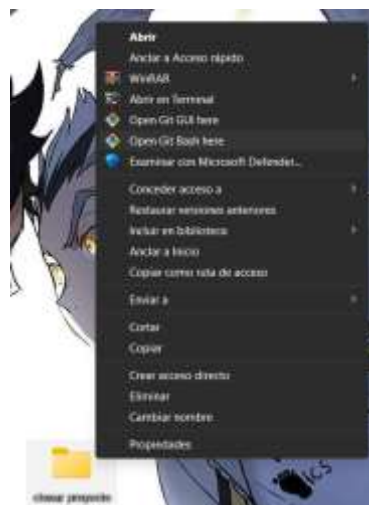 Abrir
Anclar a Acceso rápido
WinRAR
Abrir en Terminal
Open Git GUI here
Open Git Bash here
Examinar con Microsoft Defender...
Conceder acceso a
Restaurar versiones anteriores
Incluir en biblioteca
Anclar a Inicio
Copiar como ruta de acceso
Enviar a
Cortar
Copiar
Crear acceso directo
Eliminar
Cambiar nombre
Propiedades
ICS
proyecto